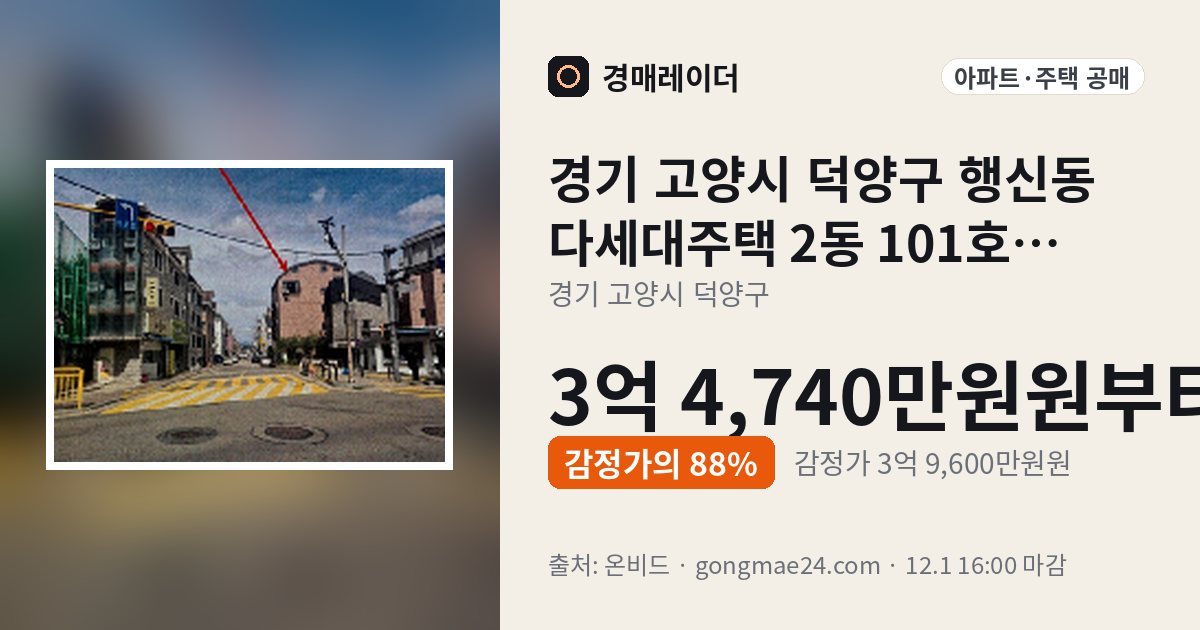 경매레이더
아파트·주택 공매
경기 고양시 덕양구 행신동
다세대주택 2동 101호…
경기 고양시 덕양구
3억 4,740만원원부터
감정가의 88%
감정가 3억 9,600만원원
출처: 온비드 · gongmae24.com · 12.1 16:00 마감